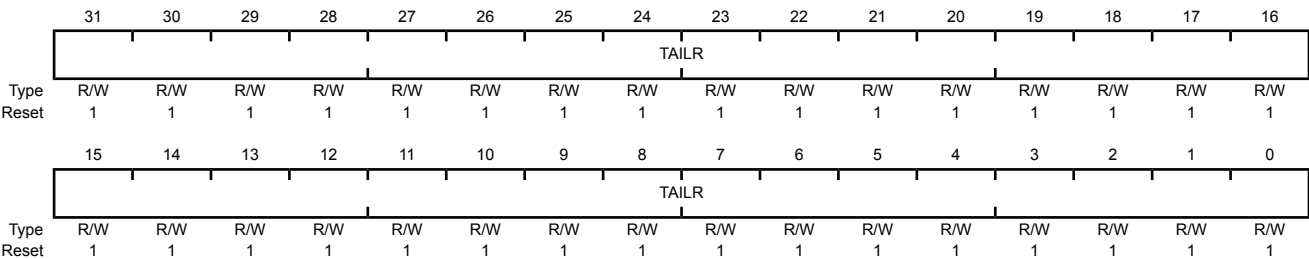 31 30 29 28 27 26 25 24 23 22 21 20 19 18 17 16
TAILR
Type R/W R/W R/W R/W R/W R/W R/W R/W R/W R/W R/W R/W R/W R/W R/W R/W
Reset 1 1 1 1 1 1 1 1 1 1 1 1 1 1 1 1
15 14 13 12 11 10 9 8 7 6 5 4 3 2 1 0
TAILR
Type R/W R/W R/W R/W R/W R/W R/W R/W R/W R/W R/W R/W R/W R/W R/W R/W
Reset 1 1 1 1 1 1 1 1 1 1 1 1 1 1 1 1